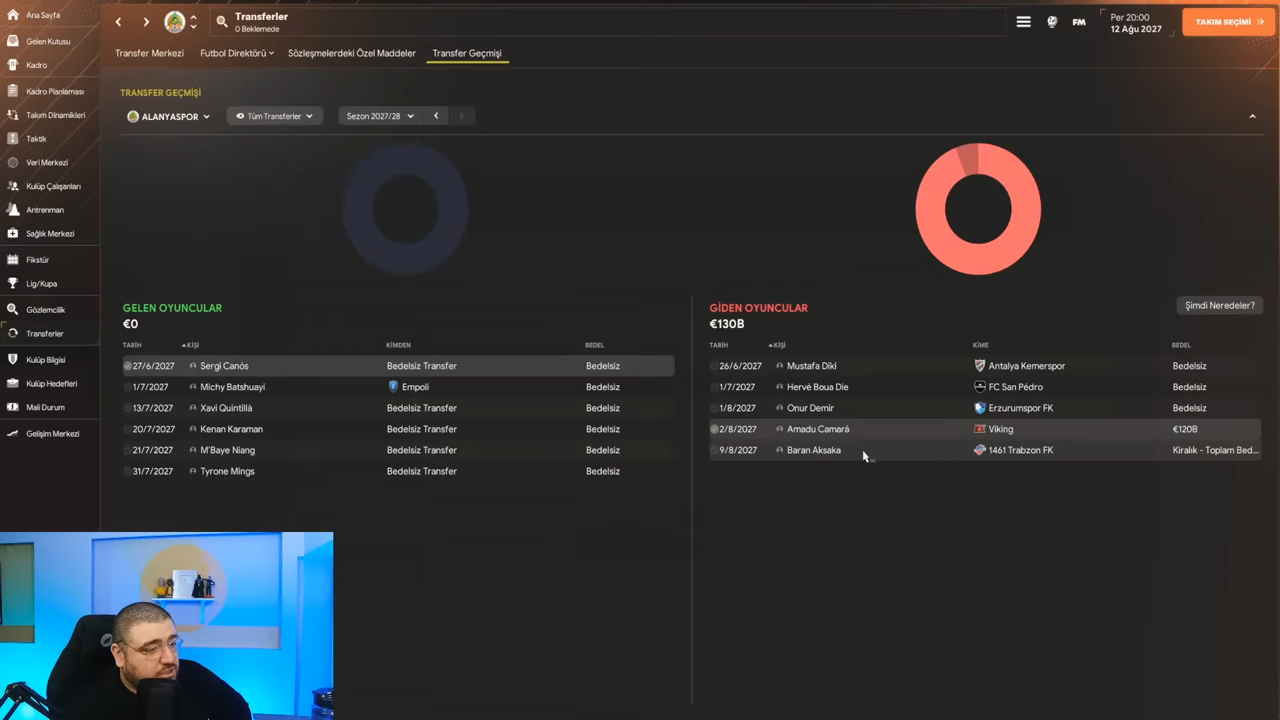 Ana Sayfa
Gelen Kutusu
Kadro
Kadro Planlaması
Takım Dinamikleri
Taktik
Veri Merkezi
Kulüp Çalışanları
Antrenman
Sağlık Merkezi
Fikstür
Lig/Kupa
Gözlemcilik
Transferler
Kulüp Bilgisi
Kulüp Hedefleri
Mali Durum
Gelişim Merkezi
Transferler
0 Beklemede
FM
Per 20:00
12 Ağu 2027
TAKIM SEÇİMİ
Transfer Merkezi Futbol Direktörü Sözleşmelerdeki Özel Maddeler Transfer Geçmişi
TRANSFER GEÇMİŞİ
ALANYASPOR Tüm Transferler Sezon 2027/28
GELEN OYUNCULAR
€0
TARİH KİŞİ KİMDEN BEDEL
27/6/2027 Sergi Canós Bedelsiz Transfer Bedelsiz
1/7/2027 Michy Batshuayi Empoli Bedelsiz
13/7/2027 Xavi Quintillà Bedelsiz Transfer Bedelsiz
20/7/2027 Kenan Karaman Bedelsiz Transfer Bedelsiz
21/7/2027 M'Baye Niang Bedelsiz Transfer Bedelsiz
31/7/2027 Tyrone Mings Bedelsiz Transfer Bedelsiz
GİDEN OYUNCULAR
€130B
Şimdi Neredeler?
TARİH KİŞİ KİME BEDEL
26/6/2027 Mustafa Diki Antalya Kemerspor Bedelsiz
1/7/2027 Hervé Boua Die FC San Pédro Bedelsiz
1/8/2027 Onur Demir Erzurumspor FK Bedelsiz
2/8/2027 Amadu Camará Viking €120B
9/8/2027 Baran Aksaka 1461 Trabzon FK Kiralık - Toplam Bed...